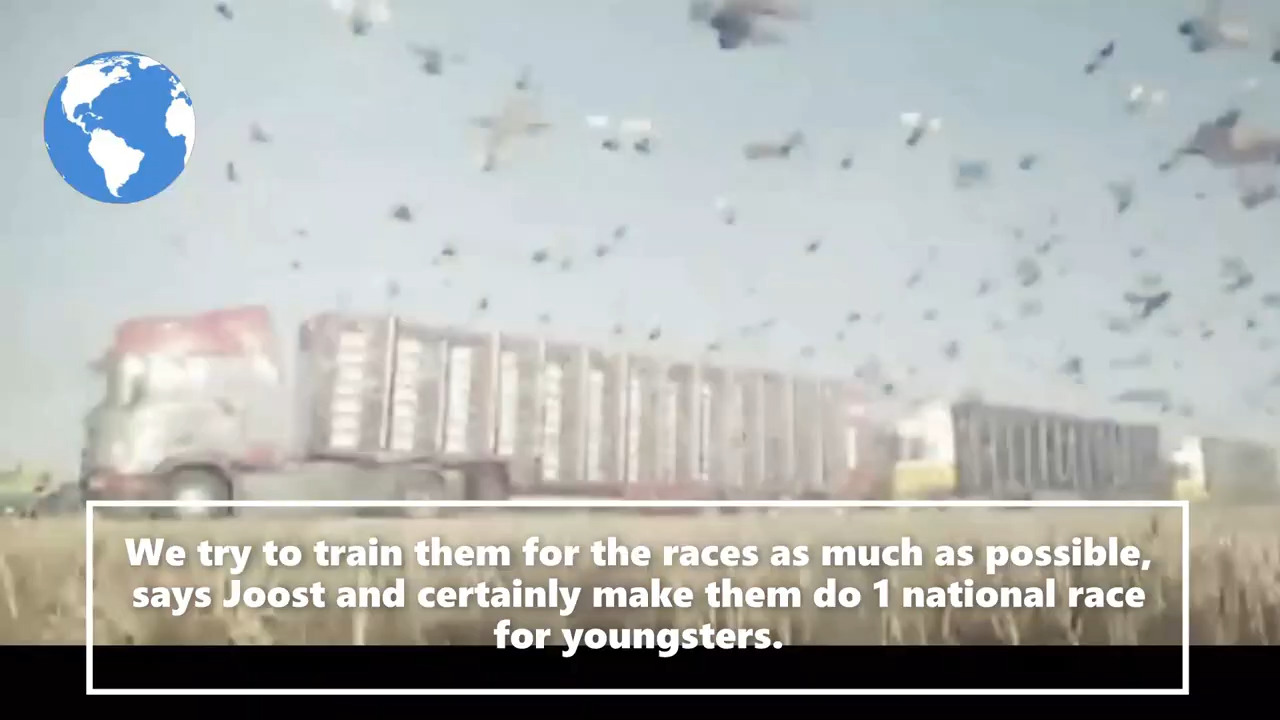 We try to train them for the races as much as possible,
says Joost and certainly make them do 1 national race
for youngsters.